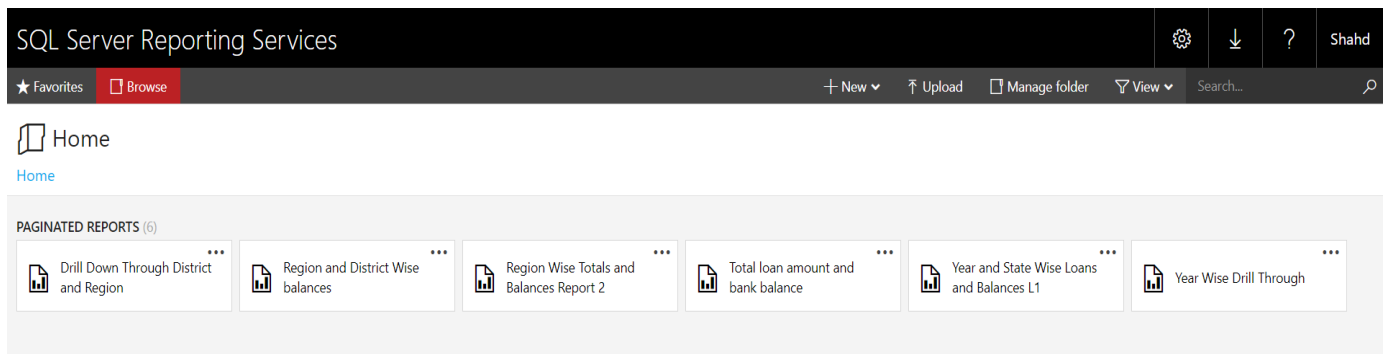 SQL Server Reporting Services
? Shahd
★ Favorites Browse + New Upload Manage folder View Search...
Home
Home
PAGINATED REPORTS (6)
Drill Down Through District
and Region
Region and District Wise
balances
Region Wise Totals and
Balances Report 2
Total loan amount and
bank balance
Year and State Wise Loans
and Balances L1
Year Wise Drill Through